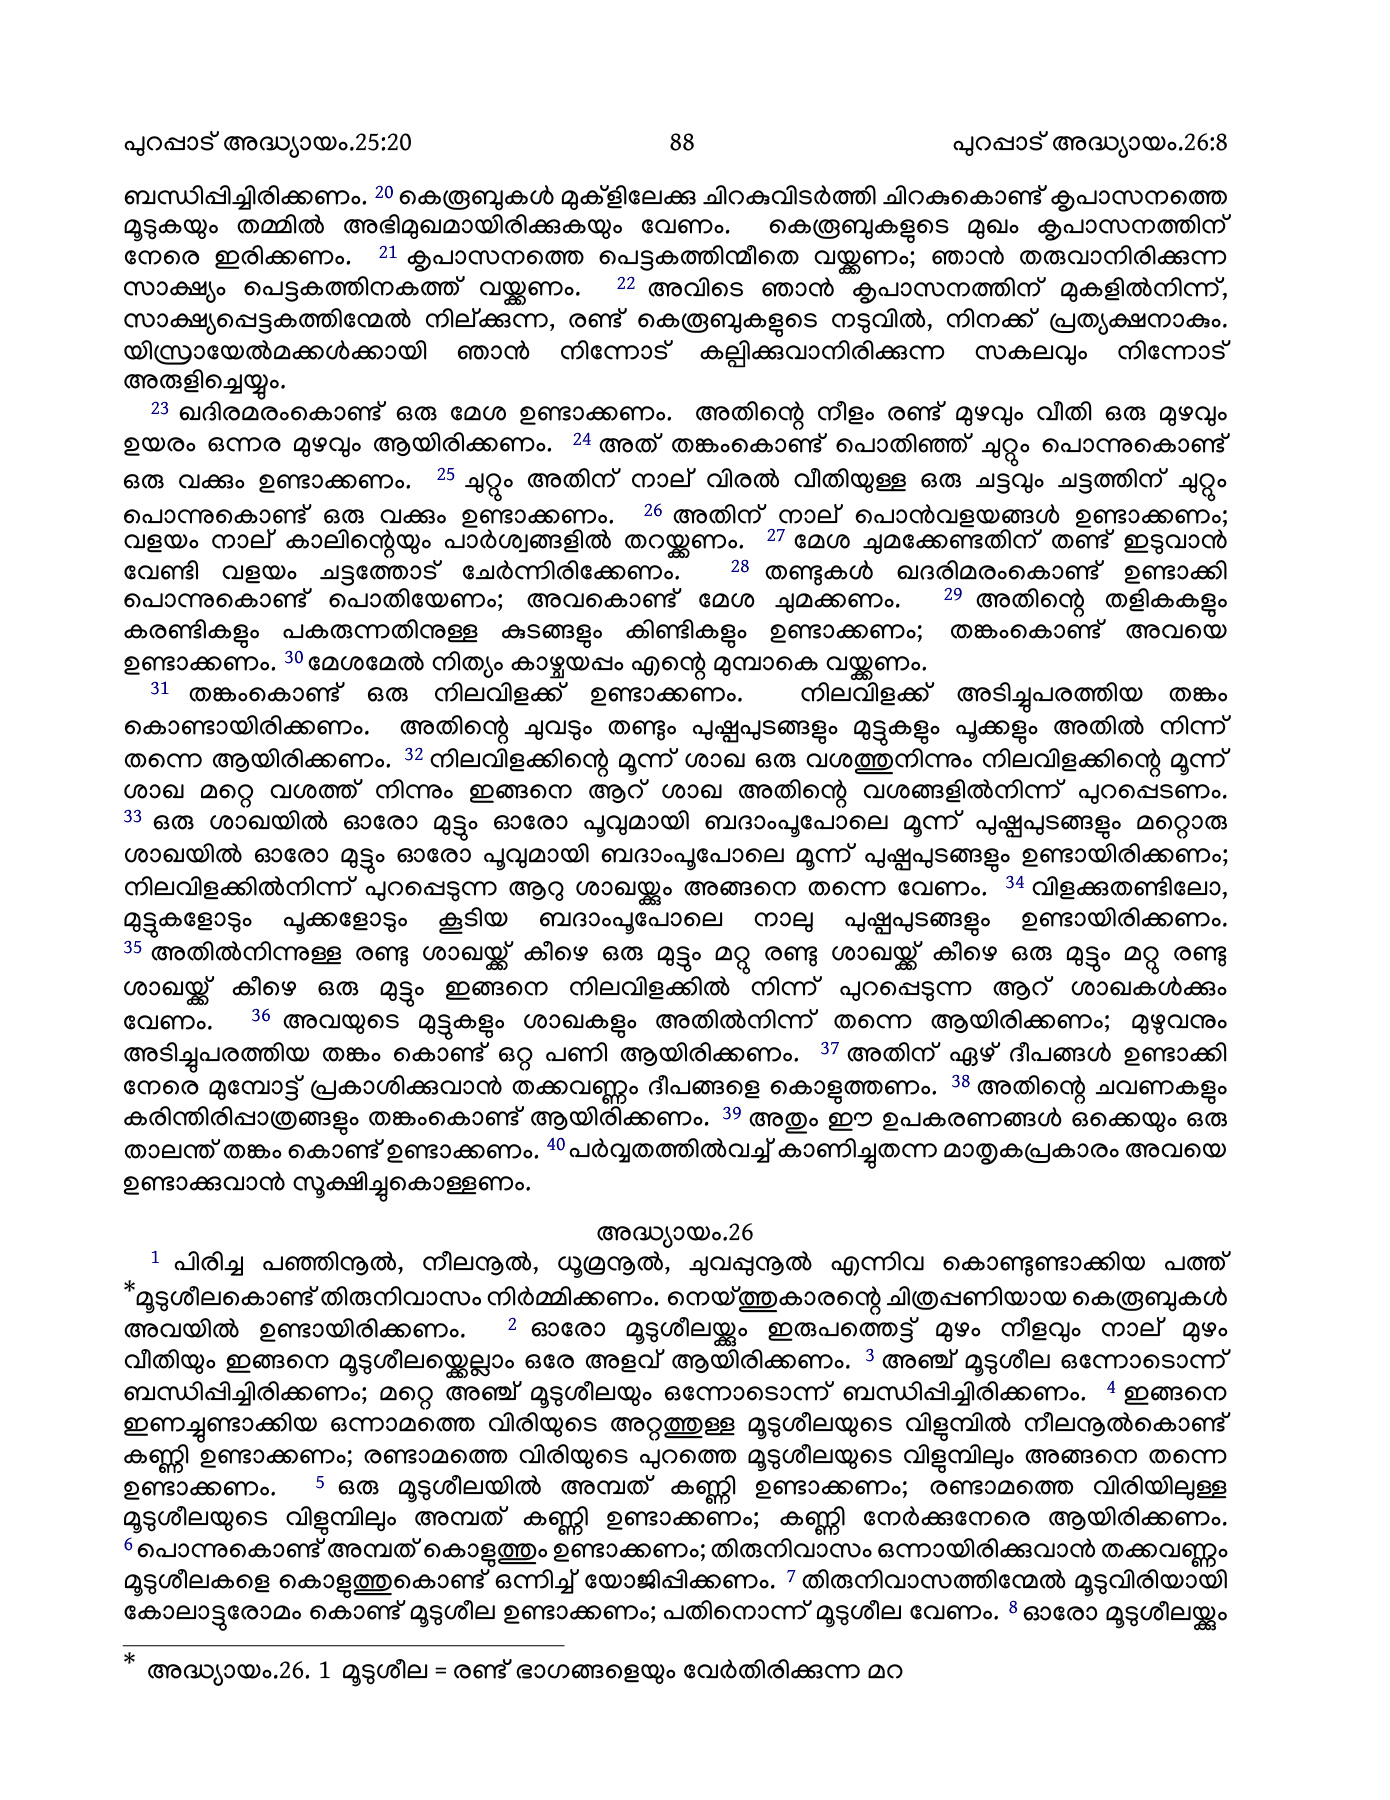 പുറപ്പാട് അദ്ധ്യായം.25:20 88 പുറപ്പാട് അദ്ധ്യായം.26:8
ബന്ധിപ്പിച്ചിരിക്കണം. 20 കെരൂബുകൾ മുക്ളിലേക്കു ചിറകുവിടർത്തി ചിറകുകൊണ്ട് കൃപാസനത്തെ
മൂടുകയും തമ്മിൽ അഭിമുഖമായിരിക്കുകയും വേണം. കെരൂബുകളുടെ മുഖം കൃപാസനത്തിന്
നേരെ ഇരിക്കണം. 21 കൃപാസനത്തെ പെട്ടകത്തിന്മീതെ വയ്ക്കണം; ഞാൻ തരുവാനിരിക്കുന്ന
സാക്ഷ്യം പെട്ടകത്തിനകത്ത് വയ്ക്കണം. 22 അവിടെ ഞാൻ കൃപാസനത്തിന് മുകളിൽനിന്ന്,
സാക്ഷ്യപ്പെട്ടകത്തിന്മേൽ നില്ക്കുന്ന, രണ്ട് കെരൂബുകളുടെ നടുവിൽ, നിനക്ക് പ്രത്യക്ഷനാകും.
യിസ്രായേൽമക്കൾക്കായി ഞാൻ നിന്നോട് കല്പിക്കുവാനിരിക്കുന്ന സകലവും നിന്നോട്
അരുളിച്ചെയ്യും.
23 ഖദിരമരംകൊണ്ട് ഒരു മേശ ഉണ്ടാക്കണം. അതിന്റെ നീളം രണ്ട് മുഴവും വീതി ഒരു മുഴവും
ഉയരം ഒന്നര മുഴവും ആയിരിക്കണം. 24 അത് തങ്കംകൊണ്ട് പൊതിഞ്ഞ് ചുറ്റും പൊന്നുകൊണ്ട്
ഒരു വക്കും ഉണ്ടാക്കണം. 25 ചുറ്റും അതിന് നാല് വിരൽ വീതിയുള്ള ഒരു ചട്ടവും ചട്ടത്തിന് ചുറ്റും
പൊന്നുകൊണ്ട് ഒരു വക്കും ഉണ്ടാക്കണം. 26 അതിന് നാല് പൊൻവളയങ്ങൾ ഉണ്ടാക്കണം;
വളയം നാല് കാലിന്റെയും പാർശ്വങ്ങളിൽ തറയ്ക്കണം. 27 മേശ ചുമക്കേണ്ടതിന് തണ്ട് ഇടുവാൻ
വേണ്ടി വളയം ചട്ടത്തോട് ചേർന്നിരിക്കേണം. 28 തണ്ടുകൾ ഖദരിമരംകൊണ്ട് ഉണ്ടാക്കി
പൊന്നുകൊണ്ട് പൊതിയേണം; അവകൊണ്ട് മേശ ചുമക്കണം. 29 അതിന്റെ തളികകളും
കരണ്ടികളും പകരുന്നതിനുള്ള കുടങ്ങളും കിണ്ടികളും ഉണ്ടാക്കണം; തങ്കംകൊണ്ട് അവയെ
ഉണ്ടാക്കണം. 30 മേശമേൽ നിത്യം കാഴ്ചയപ്പം എന്റെ മുമ്പാകെ വയ്ക്കണം.
31 തങ്കംകൊണ്ട് ഒരു നിലവിളക്ക് ഉണ്ടാക്കണം. നിലവിളക്ക് അടിച്ചുപരത്തിയ തങ്കം
കൊണ്ടായിരിക്കണം. അതിന്റെ ചുവടും തണ്ടും പുഷ്പപുടങ്ങളും മുട്ടുകളും പൂക്കളും അതിൽ നിന്ന്
തന്നെ ആയിരിക്കണം. 32 നിലവിളക്കിന്റെ മൂന്ന് ശാഖ ഒരു വശത്തുനിന്നും നിലവിളക്കിന്റെ മൂന്ന്
ശാഖ മറ്റെ വശത്ത് നിന്നും ഇങ്ങനെ ആറ് ശാഖ അതിന്റെ വശങ്ങളിൽനിന്ന് പുറപ്പെടണം.
33 ഒരു ശാഖയിൽ ഓരോ മുട്ടും ഓരോ പൂവുമായി ബദാംപൂപോലെ മൂന്ന് പുഷ്പപുടങ്ങളും മറ്റൊരു
ശാഖയിൽ ഓരോ മുട്ടും ഓരോ പൂവുമായി ബദാംപൂപോലെ മൂന്ന് പുഷ്പപുടങ്ങളും ഉണ്ടായിരിക്കണം;
നിലവിളക്കിൽനിന്ന് പുറപ്പെടുന്ന ആറു ശാഖയ്ക്കും അങ്ങനെ തന്നെ വേണം. 34 വിളക്കുതണ്ടിലോ,
മുട്ടുകളോടും പൂക്കളോടും കൂടിയ ബദാംപൂപോലെ നാലു പുഷ്പപുടങ്ങളും ഉണ്ടായിരിക്കണം.
35 അതിൽനിന്നുള്ള രണ്ടു ശാഖയ്ക്ക് കീഴെ ഒരു മുട്ടും മറ്റു രണ്ടു ശാഖയ്ക്ക് കീഴെ ഒരു മുട്ടും മറ്റു രണ്ടു
ശാഖയ്ക്ക് കീഴെ ഒരു മുട്ടും ഇങ്ങനെ നിലവിളക്കിൽ നിന്ന് പുറപ്പെടുന്ന ആറ് ശാഖകൾക്കും
വേണം. 36 അവയുടെ മുട്ടുകളും ശാഖകളും അതിൽനിന്ന് തന്നെ ആയിരിക്കണം; മുഴുവനും
അടിച്ചുപരത്തിയ തങ്കം കൊണ്ട് ഒറ്റ പണി ആയിരിക്കണം. 37 അതിന് ഏഴ് ദീപങ്ങൾ ഉണ്ടാക്കി
നേരെ മുമ്പോട്ട് പ്രകാശിക്കുവാൻ തക്കവണ്ണം ദീപങ്ങളെ കൊളുത്തണം. 38 അതിന്റെ ചവണകളും
കരിന്തിരിപ്പാത്രങ്ങളും തങ്കംകൊണ്ട് ആയിരിക്കണം. 39 അതും ഈ ഉപകരണങ്ങൾ ഒക്കെയും ഒരു
താലന്ത് തങ്കം കൊണ്ട് ഉണ്ടാക്കണം. 40 പർവ്വതത്തിൽവച്ച് കാണിച്ചുതന്ന മാതൃകപ്രകാരം അവയെ
ഉണ്ടാക്കുവാൻ സൂക്ഷിച്ചുകൊള്ളണം.
അദ്ധ്യായം.26
1 പിരിച്ച പഞ്ഞിനൂൽ, നീലനൂൽ, ധൂമ്രനൂൽ, ചുവപ്പുനൂൽ എന്നിവ കൊണ്ടുണ്ടാക്കിയ പത്ത്
*മൂടുശീലകൊണ്ട് തിരുനിവാസം നിർമ്മിക്കണം. നെയ്ത്തുകാരന്റെ ചിത്രപ്പണിയായ കെരൂബുകൾ
അവയിൽ ഉണ്ടായിരിക്കണം. 2 ഓരോ മൂടുശീലയ്ക്കും ഇരുപത്തെട്ട് മുഴം നീളവും നാല് മുഴം
വീതിയും ഇങ്ങനെ മൂടുശീലയ്ക്കെല്ലാം ഒരേ അളവ് ആയിരിക്കണം. 3 അഞ്ച് മൂടുശീല ഒന്നോടൊന്ന്
ബന്ധിപ്പിച്ചിരിക്കണം; മറ്റെ അഞ്ച് മൂടുശീലയും ഒന്നോടൊന്ന് ബന്ധിപ്പിച്ചിരിക്കണം. 4 ഇങ്ങനെ
ഇണച്ചുണ്ടാക്കിയ ഒന്നാമത്തെ വിരിയുടെ അറ്റത്തുള്ള മൂടുശീലയുടെ വിളുമ്പിൽ നീലനൂൽകൊണ്ട്
കണ്ണി ഉണ്ടാക്കണം; രണ്ടാമത്തെ വിരിയുടെ പുറത്തെ മൂടുശീലയുടെ വിളുമ്പിലും അങ്ങനെ തന്നെ
ഉണ്ടാക്കണം. 5 ഒരു മൂടുശീലയിൽ അമ്പത് കണ്ണി ഉണ്ടാക്കണം; രണ്ടാമത്തെ വിരിയിലുള്ള
മൂടുശീലയുടെ വിളുമ്പിലും അമ്പത് കണ്ണി ഉണ്ടാക്കണം; കണ്ണി നേർക്കുനേരെ ആയിരിക്കണം.
6 പൊന്നുകൊണ്ട് അമ്പത് കൊളുത്തും ഉണ്ടാക്കണം; തിരുനിവാസം ഒന്നായിരിക്കുവാൻ തക്കവണ്ണം
മൂടുശീലകളെ കൊളുത്തുകൊണ്ട് ഒന്നിച്ച് യോജിപ്പിക്കണം. 7 തിരുനിവാസത്തിന്മേൽ മൂടുവിരിയായി
കോലാട്ടുരോമം കൊണ്ട് മൂടുശീല ഉണ്ടാക്കണം; പതിനൊന്ന് മൂടുശീല വേണം. 8 ഓരോ മൂടുശീലയ്ക്കും
* അദ്ധ്യായം.26. 1 മൂടുശീല = രണ്ട് ഭാഗങ്ങളെയും വേർതിരിക്കുന്ന മറ